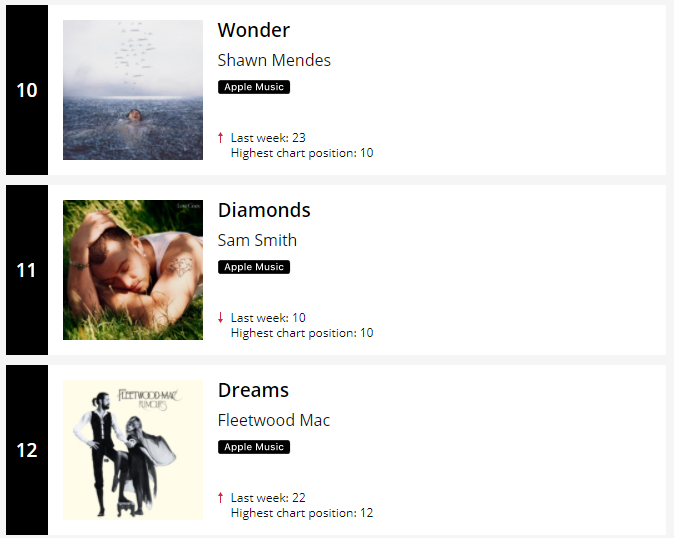 10
Wonder
Shawn Mendes
Apple Music
↑ Last week: 23
Highest chart position: 10
11
Diamonds
Sam Smith
Apple Music
↓ Last week: 10
Highest chart position: 10
12
FLEETWOOD MAC
RUMOURS
Dreams
Fleetwood Mac
Apple Music
↑ Last week: 22
Highest chart position: 12